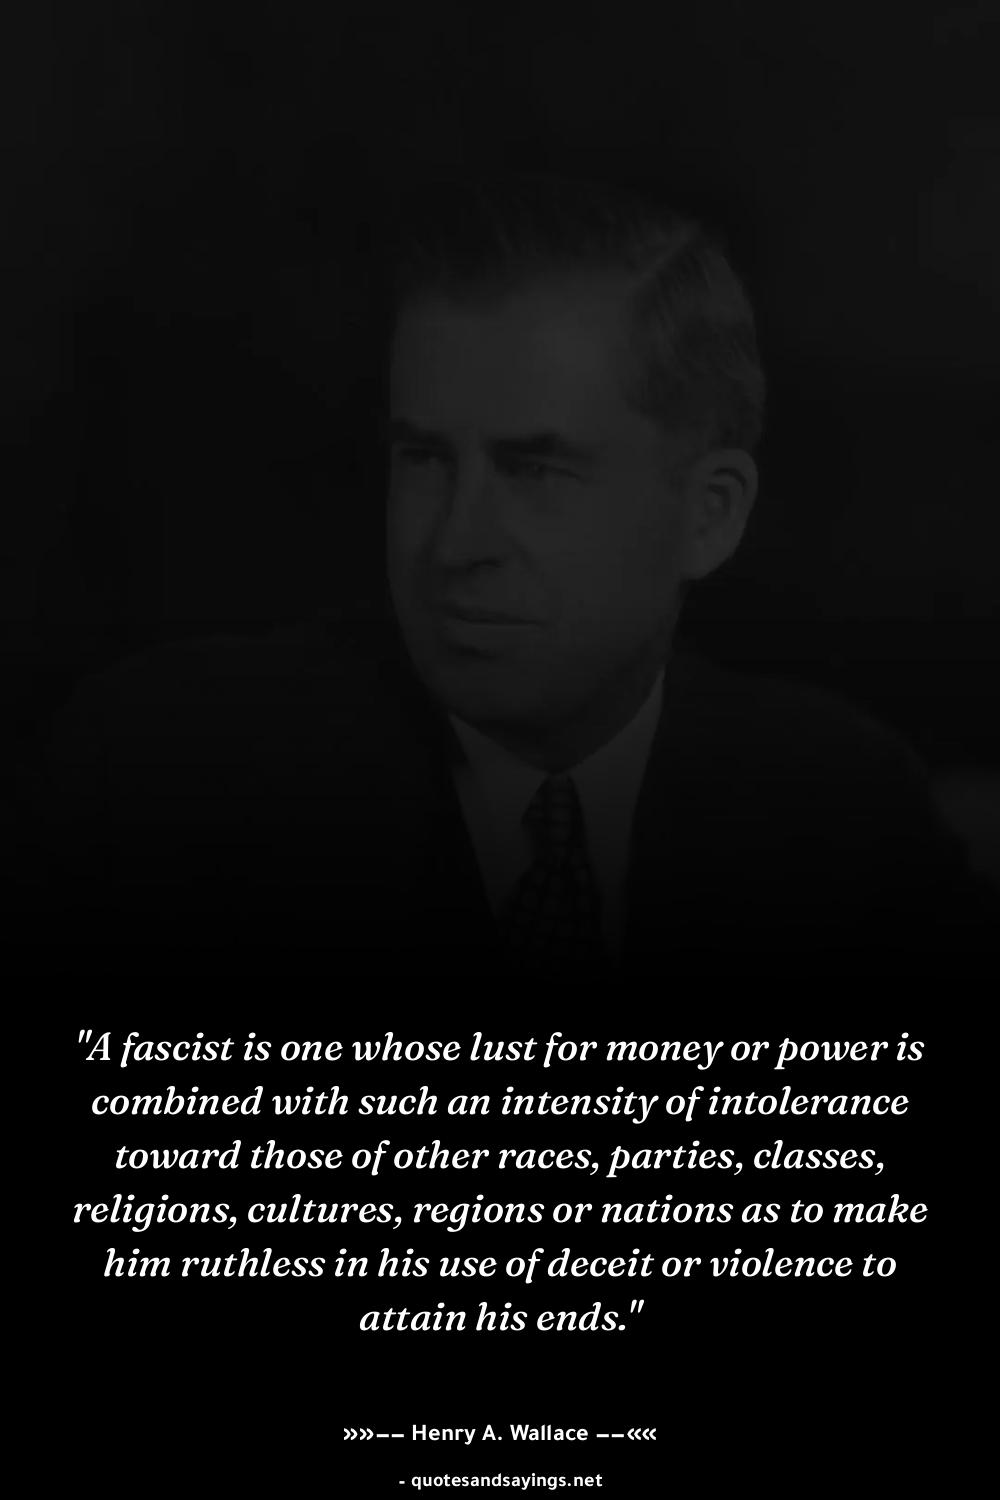 "A fascist is one whose lust for money or power is
combined with such an intensity of intolerance
toward those of other races, parties, classes,
religions, cultures, regions or nations as to make
him ruthless in his use of deceit or violence to
attain his ends."
»»–– Henry A. Wallace ––««
- quotesandsayings.net